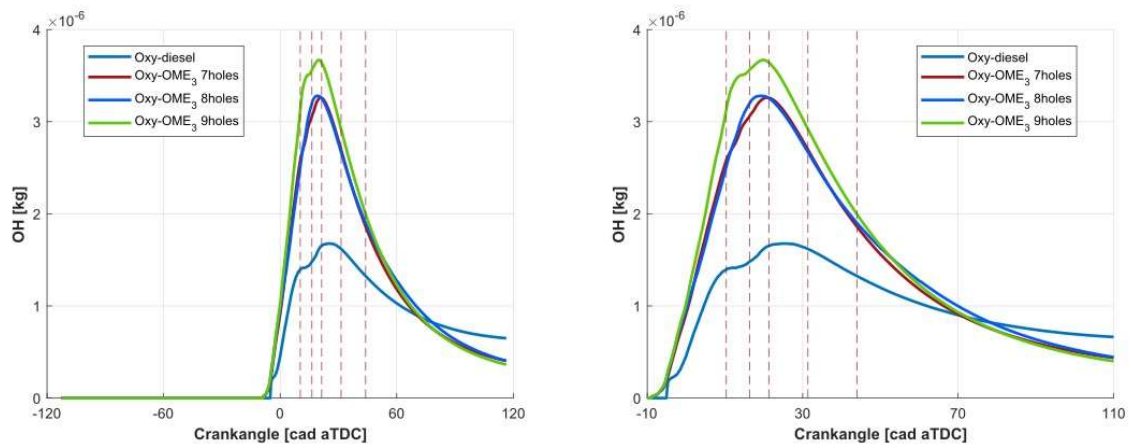 ×10⁻⁶
4
3
2
1
0
OH [kg]
Oxy-diesel
Oxy-OME₃ 7holes
Oxy-OME₃ 8holes
Oxy-OME₃ 9holes
-120 -60 0 60 120
Crankangle [cad aTDC]
×10⁻⁶
4
3
2
1
0
OH [kg]
Oxy-diesel
Oxy-OME₃ 7holes
Oxy-OME₃ 8holes
Oxy-OME₃ 9holes
-10 30 70 110
Crankangle [cad aTDC]